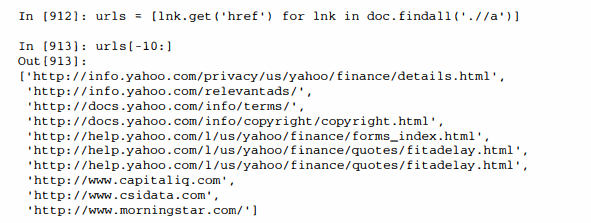 In [912]: urls = [lnk.get('href') for lnk in doc.findall('.//a')]
In [913]: urls[-10:]
Out[913]:
['http://info.yahoo.com/privacy/us/yahoo/finance/details.html',
'http://info.yahoo.com/relevantads/',
'http://docs.yahoo.com/info/terms/',
'http://docs.yahoo.com/info/copyright/copyright.html',
'http://help.yahoo.com/l/us/yahoo/finance/forms_index.html',
'http://help.yahoo.com/l/us/yahoo/finance/quotes/fitadelay.html',
'http://help.yahoo.com/l/us/yahoo/finance/quotes/fitadelay.html',
'http://www.capitaliq.com',
'http://www.csidata.com',
'http://www.morningstar.com/']